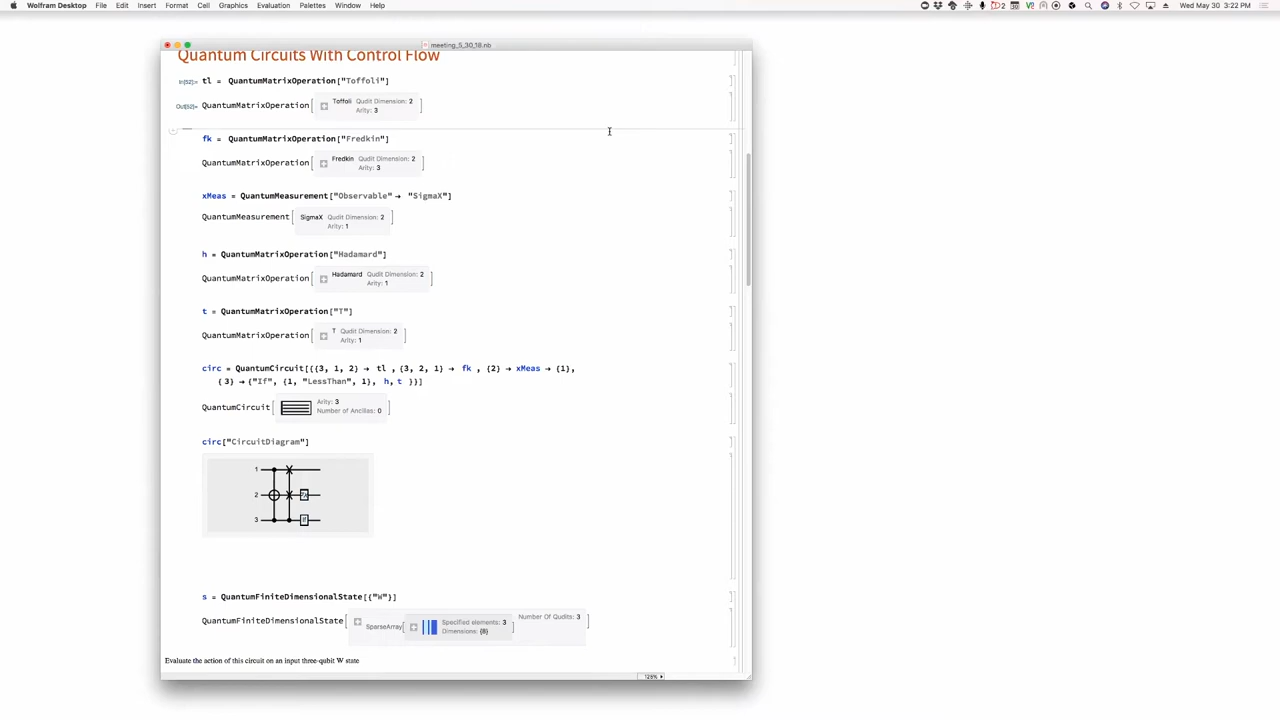 Wolfram Desktop File Edit Insert Format Cell Graphics Evaluation Palettes Window Help
Wed May 30 3:22 PM
meeting_5_30_18.nb
Quantum Circuits With Control Flow
In[52]:= tl = QuantumMatrixOperation["Toffoli"]
Out[52]= QuantumMatrixOperation[ Toffoli Qudit Dimension: 2
Arity: 3 ]
fk = QuantumMatrixOperation["Fredkin"]
QuantumMatrixOperation[ Fredkin Qudit Dimension: 2
Arity: 3 ]
xMeas = QuantumMeasurement["Observable" → "SigmaX"]
QuantumMeasurement[ SigmaX Qudit Dimension: 2
Arity: 1 ]
h = QuantumMatrixOperation["Hadamard"]
QuantumMatrixOperation[ Hadamard Qudit Dimension: 2
Arity: 1 ]
t = QuantumMatrixOperation["T"]
QuantumMatrixOperation[ T Qudit Dimension: 2
Arity: 1 ]
circ = QuantumCircuit[{{3, 1, 2} → tl , {3, 2, 1} → fk , {2} → xMeas → {1},
{3} → {"If", {1, "LessThan", 1}, h, t }}]
QuantumCircuit[ Arity: 3
Number of Ancillas: 0 ]
circ["CircuitDiagram"]
1
2
3 If
s = QuantumFiniteDimensionalState[{"W"}]
QuantumFiniteDimensionalState[ SparseArray[ Specified elements: 3
Dimensions: {8} ] Number Of Qudits: 3 ]
Evaluate the action of this circuit on an input three-qubit W state
125%